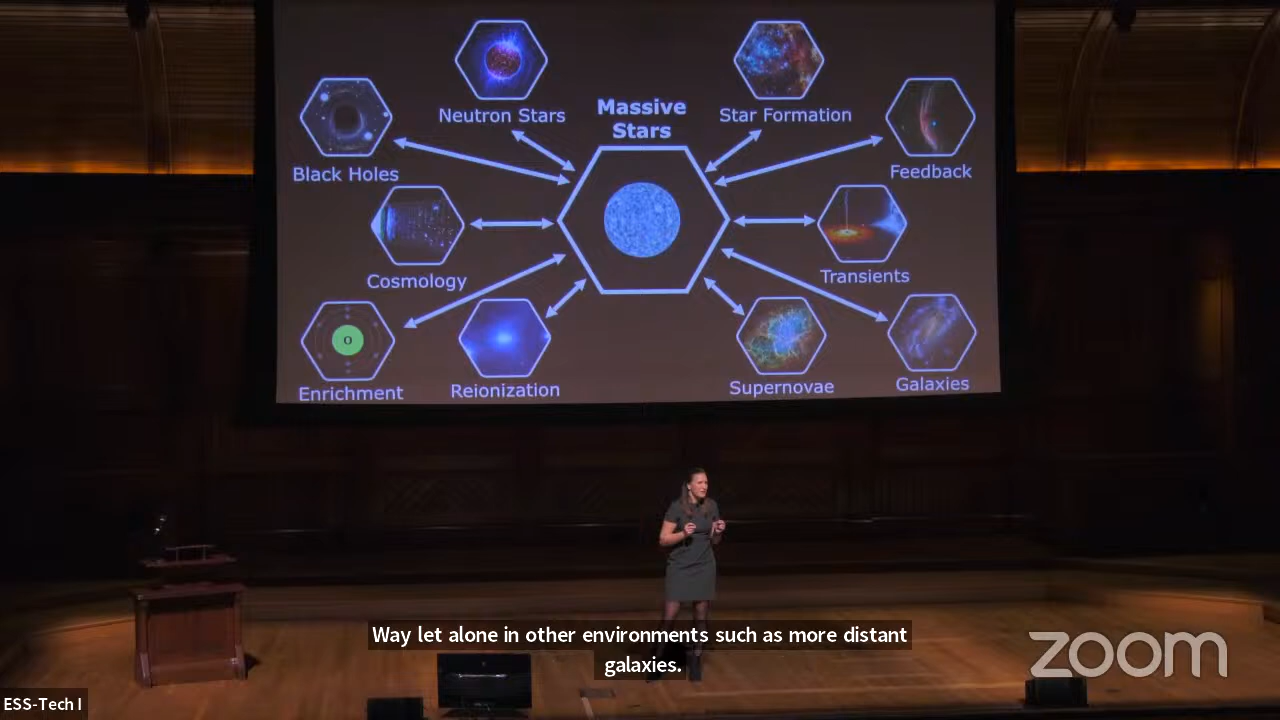 Massive
Stars
Neutron Stars
Star Formation
Black Holes
Feedback
Cosmology
Transients
Enrichment
O
Reionization
Supernovae
Galaxies
Way let alone in other environments such as more distant
galaxies.
zoom
ESS-Tech I